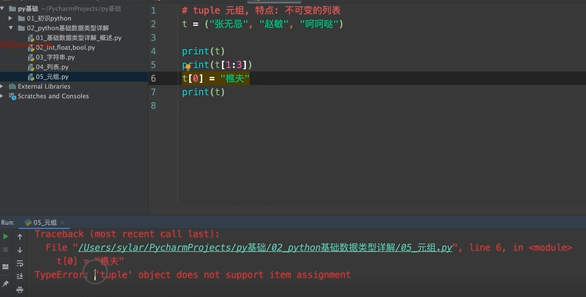 py基础 ~/PycharmProjects/py基础
01_初识python
02_python基础数据类型详解
01_基础数据类型详解_概述.py
02_int,float,bool.py
03_字符串.py
04_列表.py
05_元组.py
External Libraries
Scratches and Consoles
1 # tuple 元组, 特点: 不可变的列表
2 t = ("张无忌", "赵敏", "呵呵哒")
3
4 print(t)
5 print(t[1:3])
6 t[0] = "樵夫"
7 print(t)
8
Run: 05_元组
Traceback (most recent call last):
File "/Users/sylar/PycharmProjects/py基础/02_python基础数据类型详解/05_元组.py", line 6, in <module>
t[0] = "樵夫"
TypeError: 'tuple' object does not support item assignment